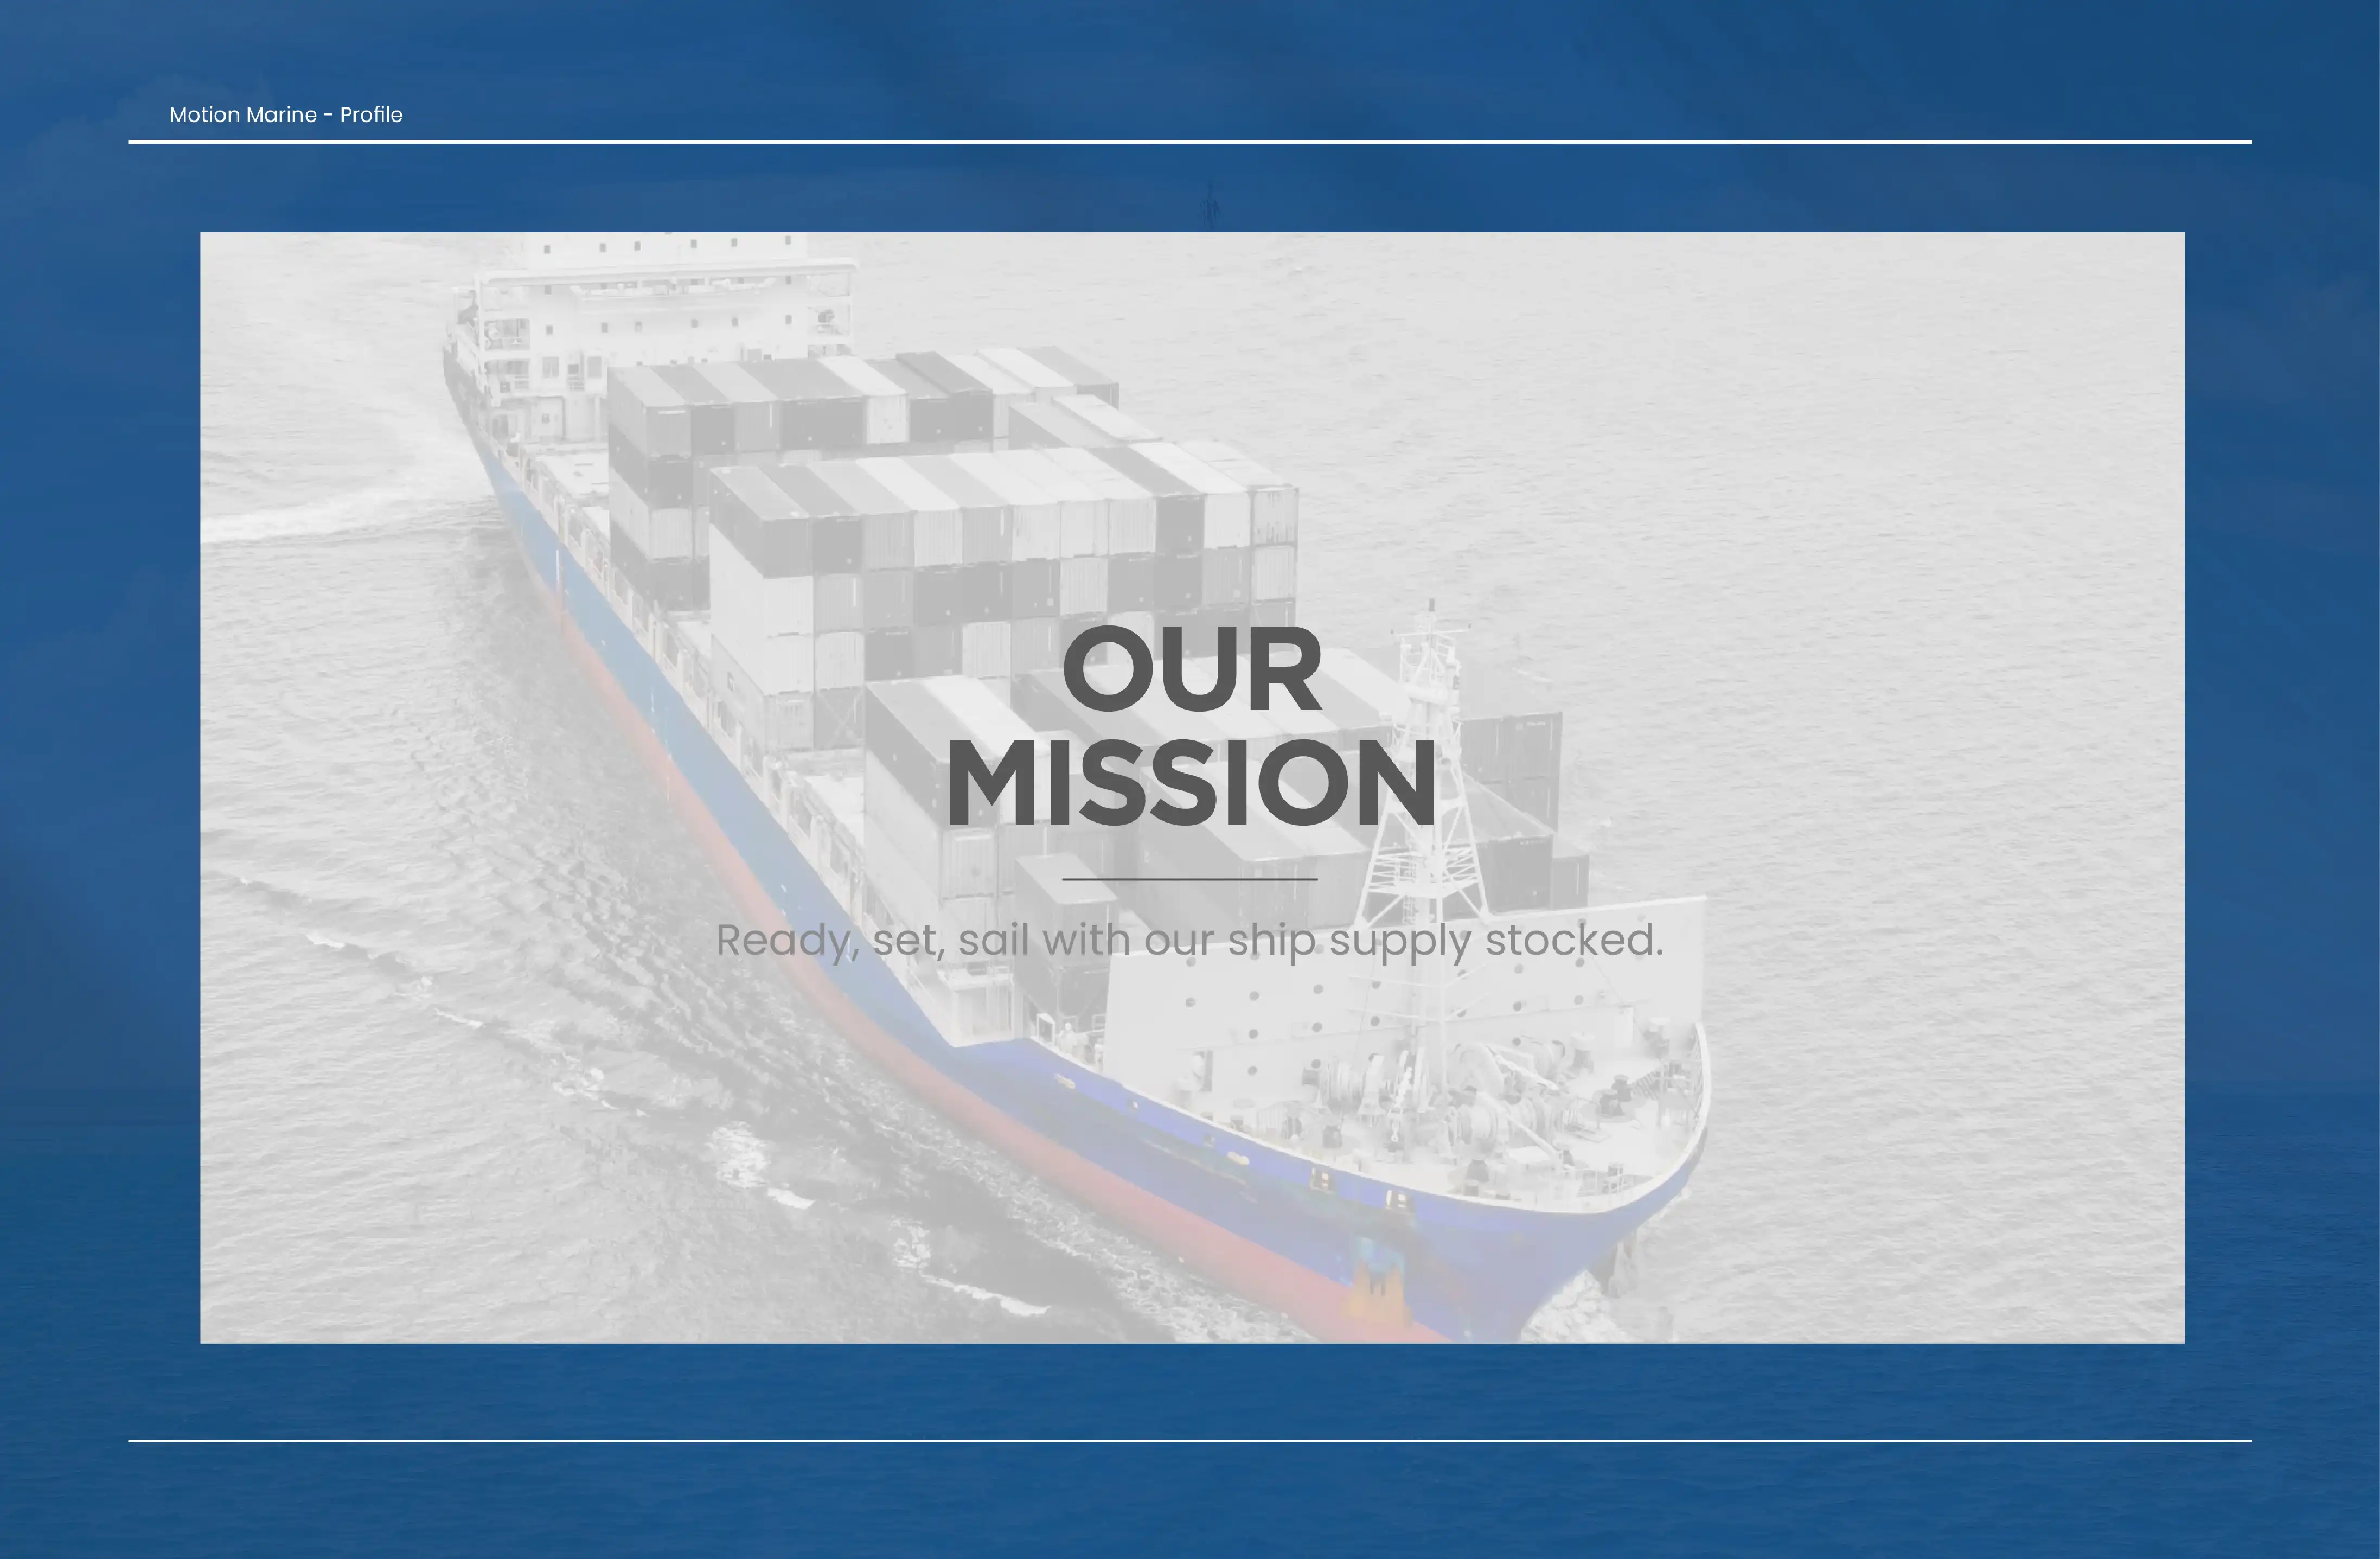 Motion Marine - Profile
OUR
MISSION
Ready, set, sail with our ship supply stocked.